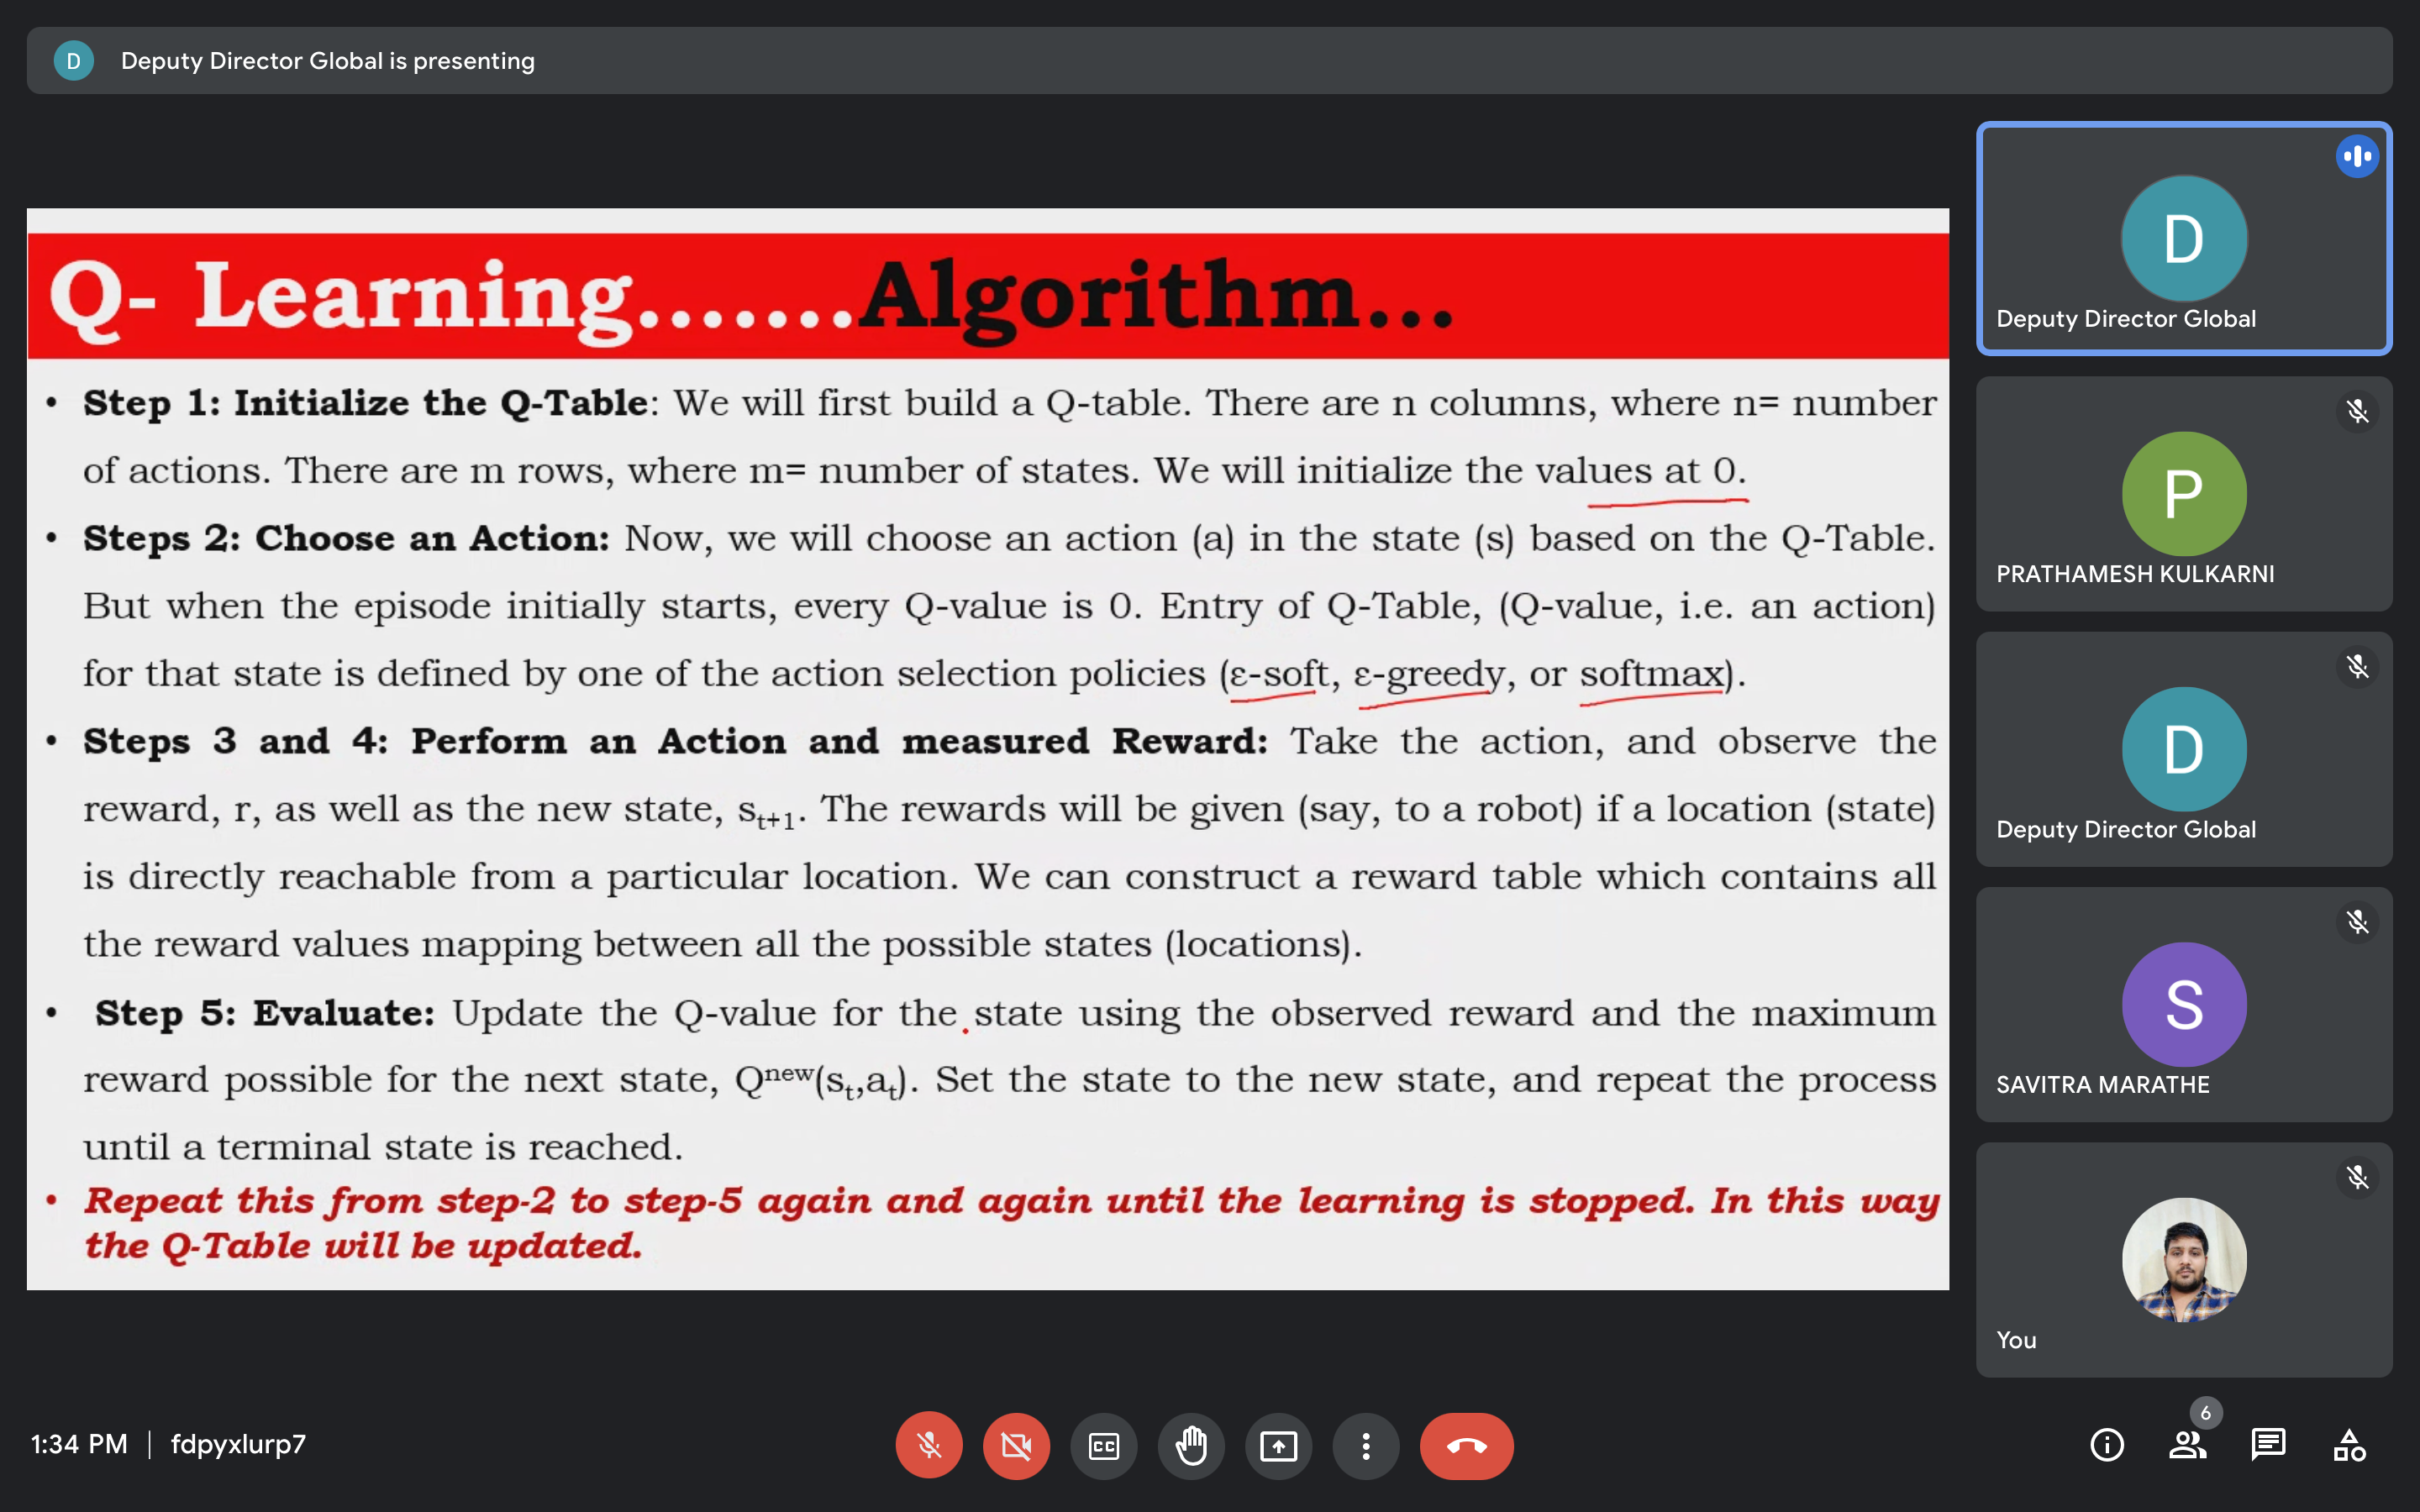 D Deputy Director Global is presenting
Q- Learning.......Algorithm...
• Step 1: Initialize the Q-Table: We will first build a Q-table. There are n columns, where n= number
of actions. There are m rows, where m= number of states. We will initialize the values at 0.
• Steps 2: Choose an Action: Now, we will choose an action (a) in the state (s) based on the Q-Table.
But when the episode initially starts, every Q-value is 0. Entry of Q-Table, (Q-value, i.e. an action)
for that state is defined by one of the action selection policies (ε-soft, ε-greedy, or softmax).
• Steps 3 and 4: Perform an Action and measured Reward: Take the action, and observe the
reward, r, as well as the new state, sₜ₊₁. The rewards will be given (say, to a robot) if a location (state)
is directly reachable from a particular location. We can construct a reward table which contains all
the reward values mapping between all the possible states (locations).
• Step 5: Evaluate: Update the Q-value for the state using the observed reward and the maximum
reward possible for the next state, Qⁿᵉʷ(sₜ,aₜ). Set the state to the new state, and repeat the process
until a terminal state is reached.
• Repeat this from step-2 to step-5 again and again until the learning is stopped. In this way
the Q-Table will be updated.
D
Deputy Director Global
P
PRATHAMESH KULKARNI
D
Deputy Director Global
S
SAVITRA MARATHE
You
1:34 PM | fdpyxlurp7
CC
6